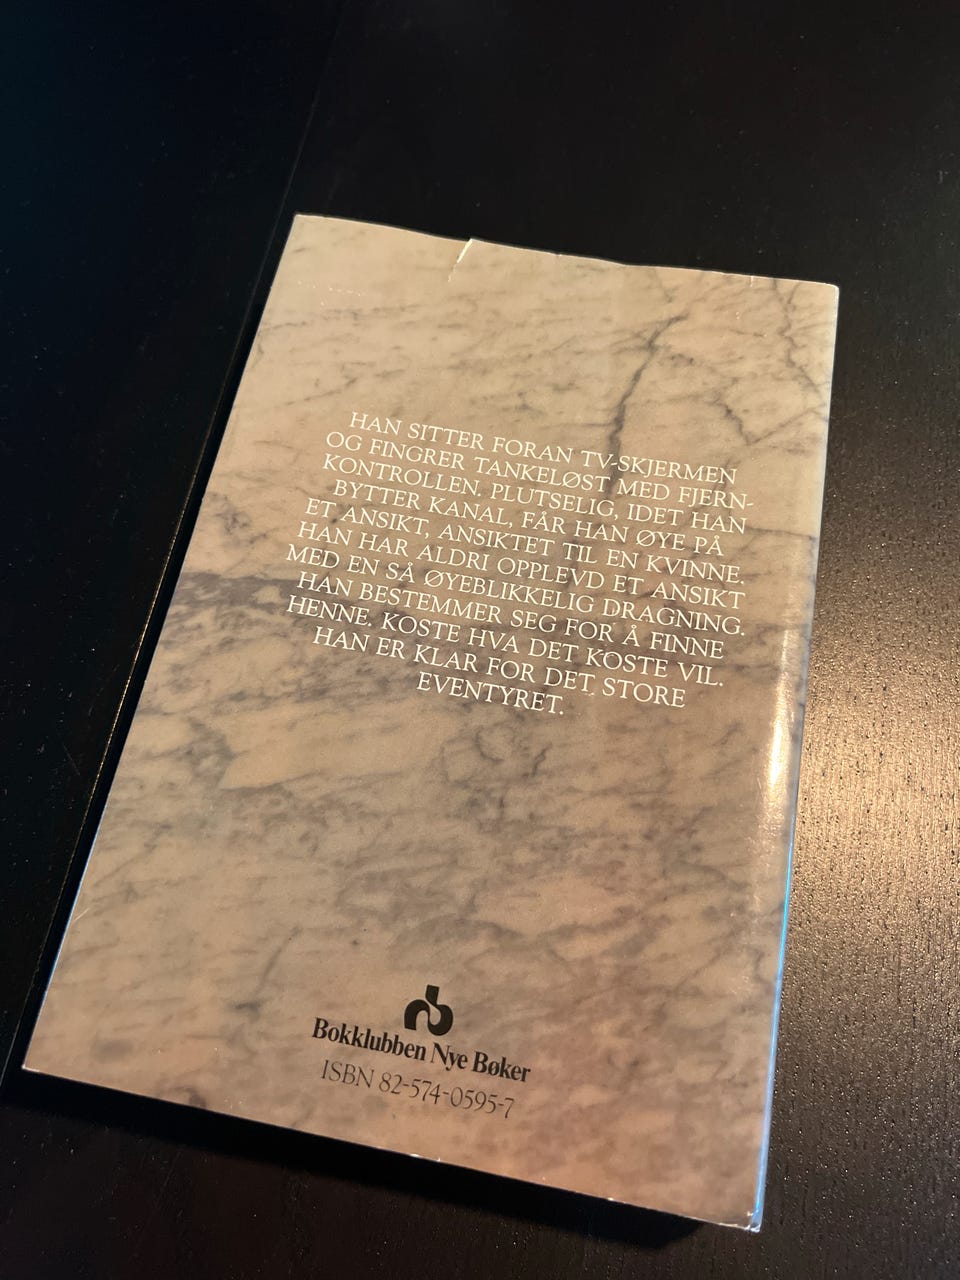 HAN SITTER FORAN TV-SKJERMEN
OG FINGRER TANKELØST MED FJERN-
KONTROLLEN. PLUTSELIG, IDET HAN
BYTTER KANAL, FÅR HAN ØYE PÅ
ET ANSIKT, ANSIKTET TIL EN KVINNE.
HAN HAR ALDRI OPPLEVD ET ANSIKT
MED EN SÅ ØYEBLIKKELIG DRAGNING.
HAN BESTEMMER SEG FOR Å FINNE
HENNE. KOSTE HVA DET KOSTE VIL.
HAN ER KLAR FOR DET STORE
EVENTYRET.
Bokklubben Nye Bøker
ISBN 82-574-0595-7